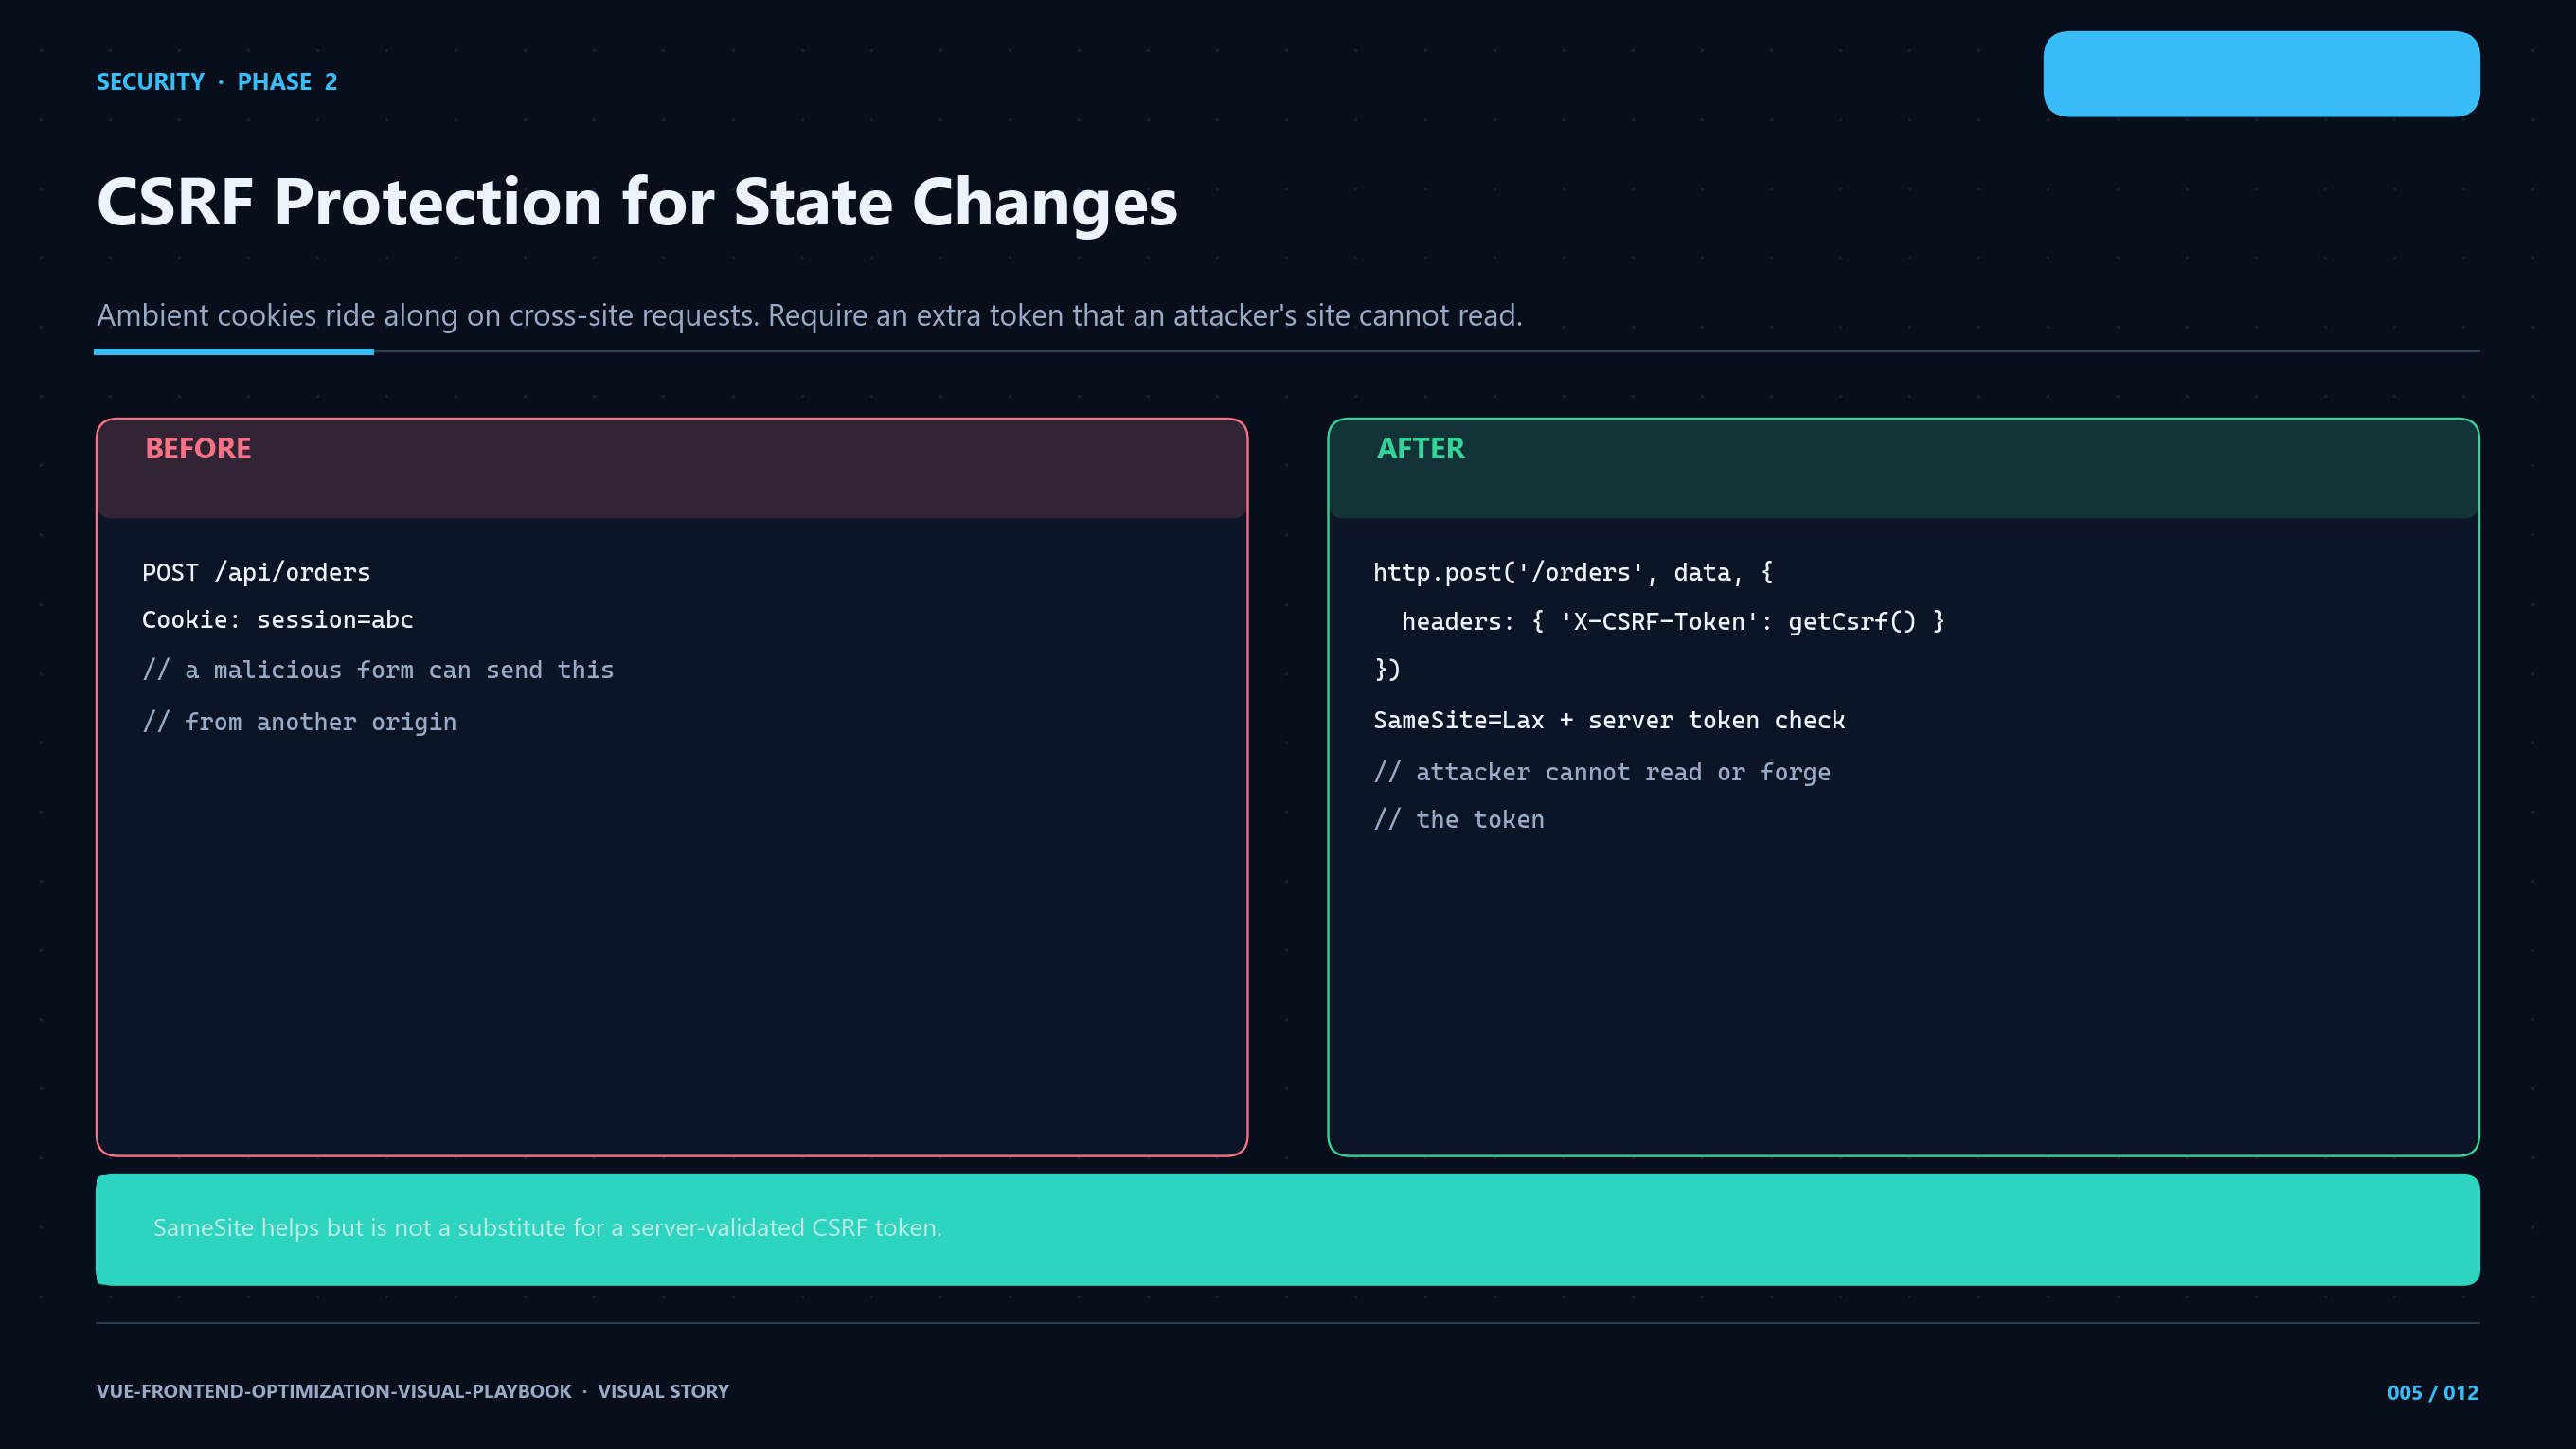 SECURITY · PHASE 2
CSRF Protection for State Changes
Ambient cookies ride along on cross-site requests. Require an extra token that an attacker's site cannot read.
BEFORE
POST /api/orders
Cookie: session=abc
// a malicious form can send this
// from another origin
AFTER
http.post('/orders', data, {
  headers: { 'X-CSRF-Token': getCsrf() }
})
SameSite=Lax + server token check
// attacker cannot read or forge
// the token
SameSite helps but is not a substitute for a server-validated CSRF token.
VUE-FRONTEND-OPTIMIZATION-VISUAL-PLAYBOOK · VISUAL STORY
005 / 012